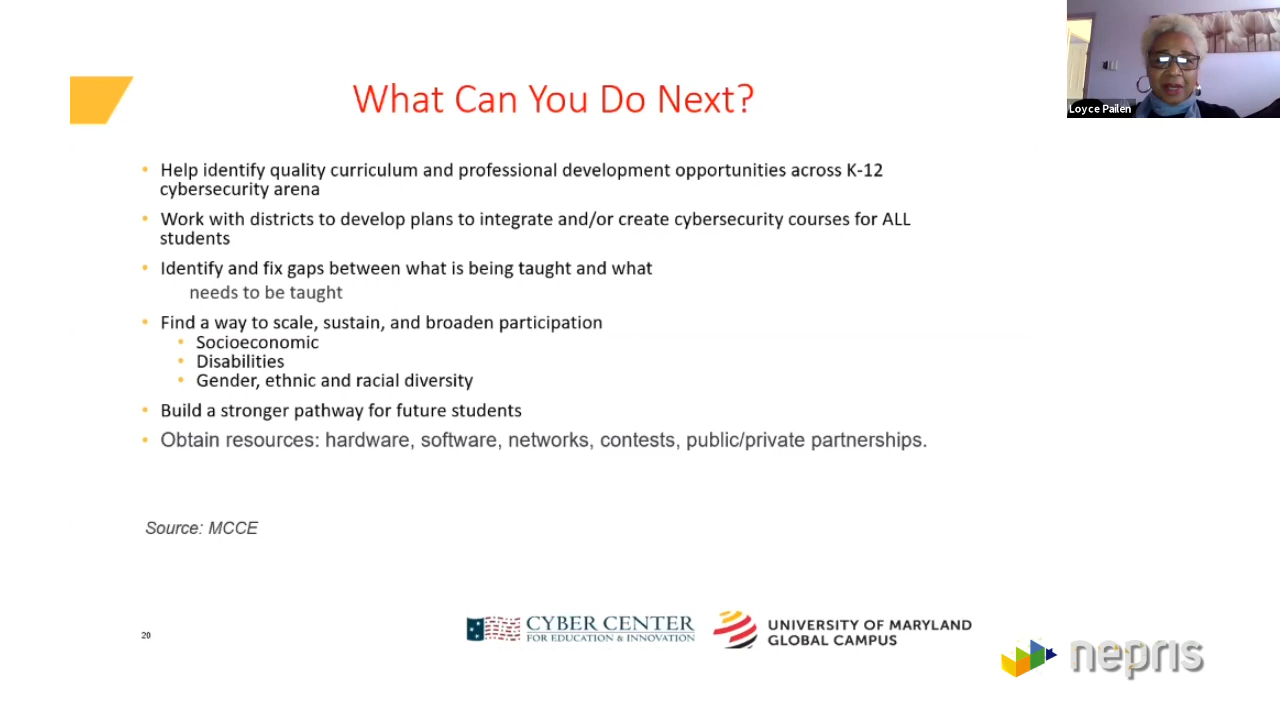 Loyce Pailen
What Can You Do Next?
• Help identify quality curriculum and professional development opportunities across K-12
cybersecurity arena
• Work with districts to develop plans to integrate and/or create cybersecurity courses for ALL
students
• Identify and fix gaps between what is being taught and what
needs to be taught
• Find a way to scale, sustain, and broaden participation
• Socioeconomic
• Disabilities
• Gender, ethnic and racial diversity
• Build a stronger pathway for future students
• Obtain resources: hardware, software, networks, contests, public/private partnerships.
Source: MCCE
20
CYBER CENTER
FOR EDUCATION & INNOVATION
UNIVERSITY OF MARYLAND
GLOBAL CAMPUS
nepris